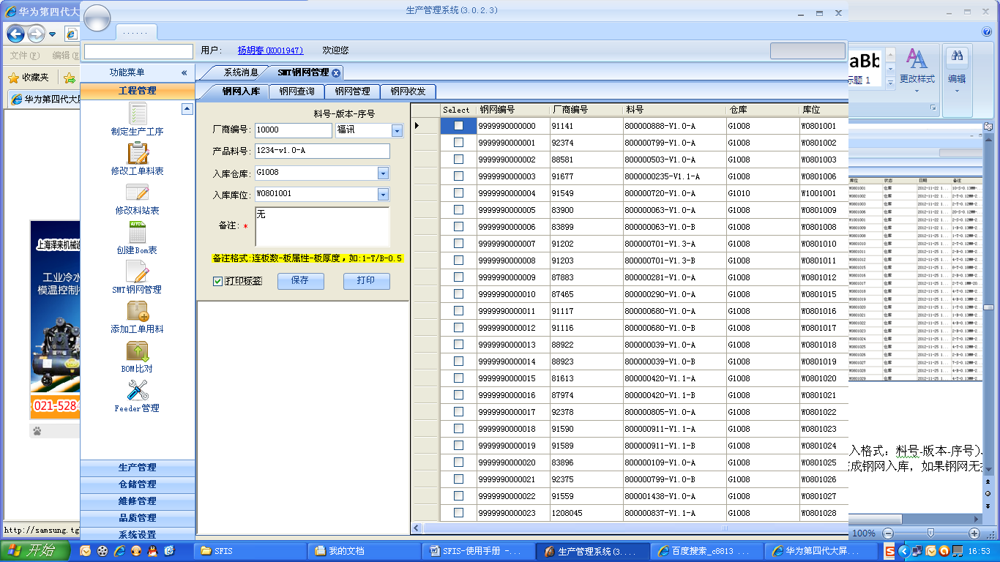 华为第四代大
生产管理系统(3.0.2.3)
......
文件(F) 编辑(E
用户: 杨胡春(K001947) 欢迎您
收藏夹
华为第四代大屏
功能菜单 «
系统消息 SMT钢网管理
工程管理
钢网入库 钢网查询 钢网管理 钢网收发
制定生产工序
修改工单料表
修改料站表
创建Bom表
SMT钢网管理
添加工单用料
BOM比对
Feeder管理
生产管理
仓储管理
维修管理
品质管理
系统设置
料号-版本-序号
厂商编号: 10000 福讯
产品料号: 1234-v1.0-A
入库仓库: G1008
入库库位: W0801001
备注: * 无
备注格式:连板数-板属性-板厚度,如:1-T/B-0.5
打印标签 保存 打印
Select 钢网编号 厂商编号 料号 仓库 库位
9999990000000 91141 800000888-V1.0-A G1008 W0801001
9999990000001 92374 800000799-V1.0-A G1008 W0801002
9999990000002 88581 800000503-V1.0-A G1008 W0801003
9999990000003 91677 8000000235-V1.1-A G1008 W0801006
9999990000004 91549 800000720-V1.0-A G1010 W1001001
9999990000005 83900 800000063-V1.0-A G1008 W0801009
9999990000006 83899 800000063-V1.0-B G1008 W0801008
9999990000007 91202 800000701-V1.3-A G1008 W0801010
9999990000008 91203 800000701-V1.3-B G1008 W0801011
9999990000009 87893 800000281-V1.0-A G1008 W0801012
9999990000010 87465 800000290-V1.0-A G1008 W0801015
9999990000011 91117 800000680-V1.0-A G1008 W0801016
9999990000012 91116 800000680-V1.0-B G1008 W0801017
9999990000013 88922 800000576-V1.0-A G1008 W0801018
9999990000014 83623 800000039-V1.0-B G1008 W0801019
9999990000015 81613 800000420-V1.1-A G1008 W0801020
9999990000016 87974 800000420-V1.1-B G1008 W0801021
9999990000017 92378 800000805-V1.0-A G1008 W0801022
9999990000018 91590 800000911-V1.1-A G1008 W0801023
9999990000019 91589 800000911-V1.1-B G1008 W0801024
9999990000020 83896 800000107-V1.0-A G1008 W0801025
9999990000021 92375 800000799-V1.0-B G1008 W0801026
9999990000022 91559 800001438-V1.0-A G1008 W0801027
9999990000023 1208045 800000837-V1.1-A G1008 W0801028
aBb
标题 1
更改样式
编辑
库位 状态 日期 备注
入格式: 料号-版本-序号)、
成钢网入库, 如果钢网无
100%
上海泽来机械设
工业冷水
模温控制
021-528
http://samsung.tg
开始 SFIS 我的文档 SFIS-使用手册 -... 生产管理系统(3.... 百度搜索_c8813 ... 华为第四代大屏... 16:53